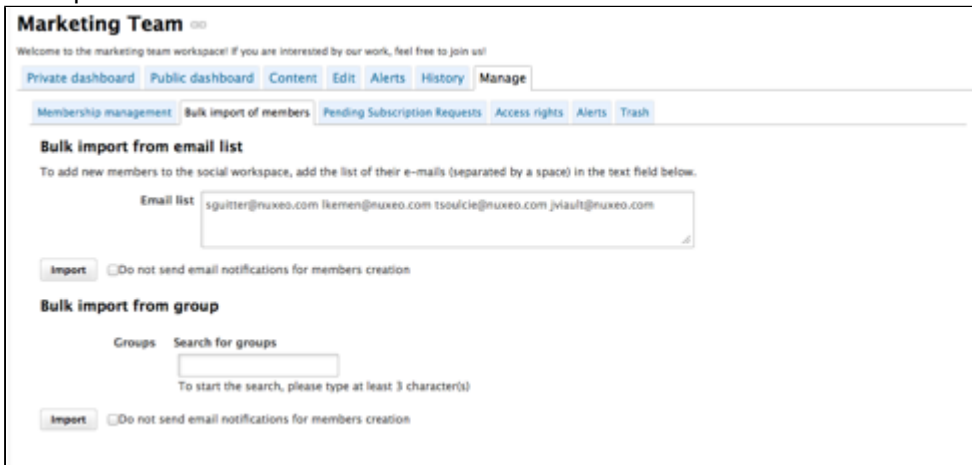 Marketing Team
Welcome to the marketing team workspace! If you are interested by our work, feel free to join us!
Private dashboard Public dashboard Content Edit Alerts History Manage
Membership management Bulk import of members Pending Subscription Requests Access rights Alerts Trash
Bulk import from email list
To add new members to the social workspace, add the list of their e-mails (separated by a space) in the text field below.
Email list sguitter@nuxeo.com lkemen@nuxeo.com tsoulcie@nuxeo.com jviault@nuxeo.com
Import Do not send email notifications for members creation
Bulk import from group
Groups Search for groups
To start the search, please type at least 3 character(s)
Import Do not send email notifications for members creation